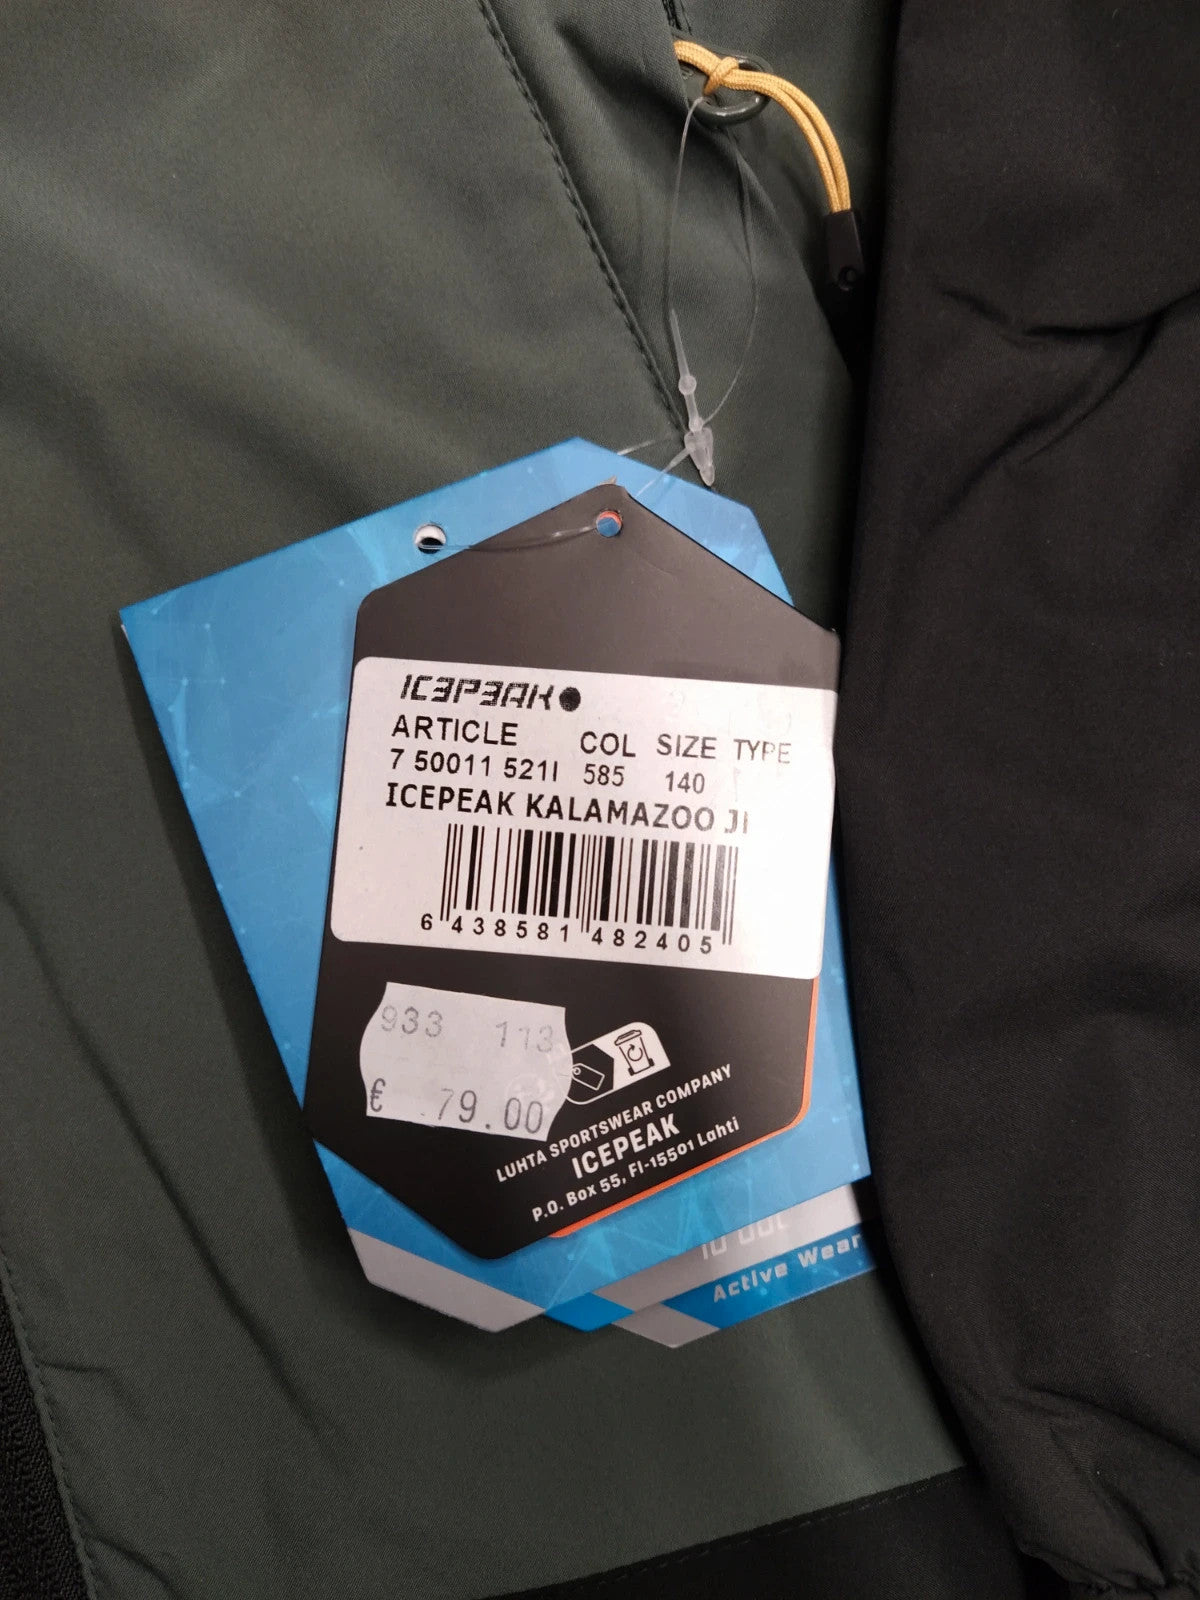 ICEPEAK
ARTICLE COL SIZE TYPE
7 50011 521I 585 140
ICEPEAK KALAMAZOO JI
6 438581 482405
933 113
€ 79.00
LUHTA SPORTSWEAR COMPANY
ICEPEAK
P.O. Box 55, FI-15501 Lahti
Active Wear